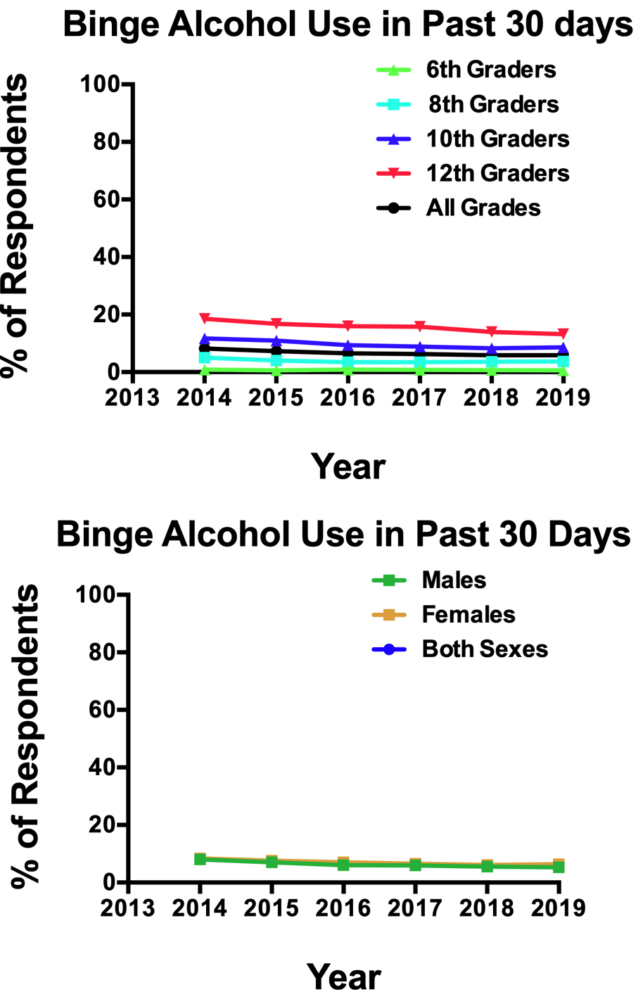 Binge Alcohol Use in Past 30 days
% of Respondents
6th Graders
8th Graders
10th Graders
12th Graders
All Grades
100
80
60
40
20
0
2013 2014 2015 2016 2017 2018 2019
Year
Binge Alcohol Use in Past 30 Days
% of Respondents
Males
Females
Both Sexes
100
80
60
40
20
0
2013 2014 2015 2016 2017 2018 2019
Year